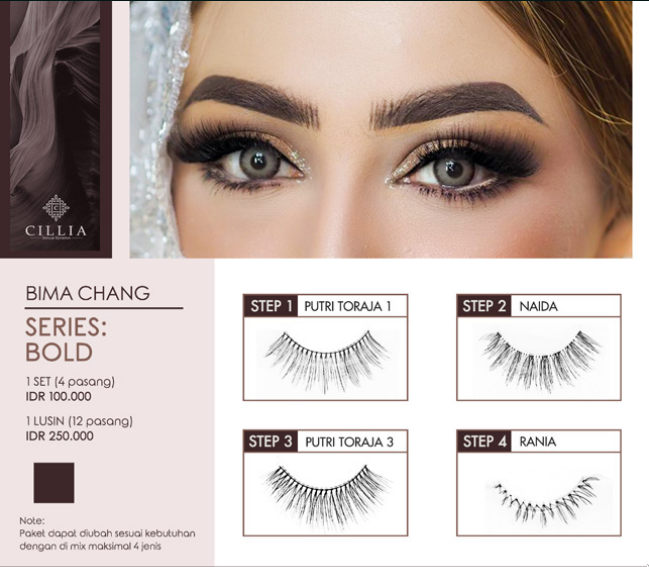 CILLIA
BIMA CHANG
SERIES:
BOLD
1 SET (4 pasang)
IDR 100.000
1 LUSIN (12 pasang)
IDR 250.000
Note:
Paket dapat diubah sesuai kebutuhan
dengan di mix maksimal 4 jenis
STEP 1 PUTRI TORAJA 1
STEP 2 NAIDA
STEP 3 PUTRI TORAJA 3
STEP 4 RANIA